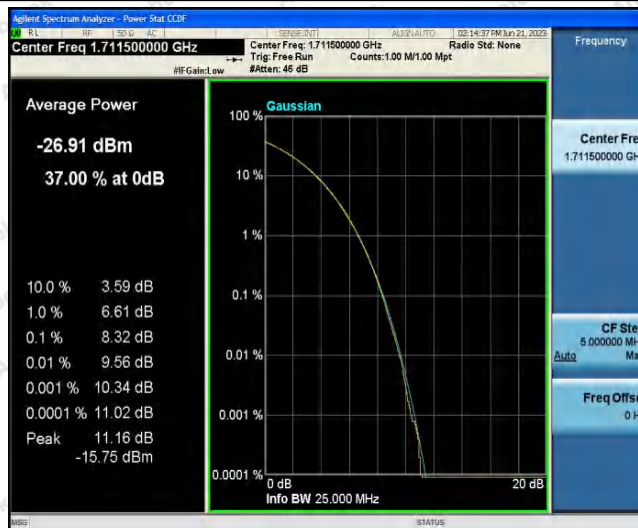 Agilent Spectrum Analyzer - Power Stat CCDF
RL RF 50 Ω AC SENSE:INT ALIGN AUTO 02:14:37 PM Jun 21, 2023
Center Freq 1.711500000 GHz
Center Freq: 1.711500000 GHz Radio Std: None
Trig: Free Run Counts:1.00 M/1.00 Mpt
#IFGain:Low #Atten: 46 dB
Frequency
Average Power
-26.91 dBm
37.00 % at 0dB
10.0 % 3.59 dB
1.0 % 6.61 dB
0.1 % 8.32 dB
0.01 % 9.56 dB
0.001 % 10.34 dB
0.0001 % 11.02 dB
Peak 11.16 dB
-15.75 dBm
Gaussian
100 %
10 %
1 %
0.1 %
0.01 %
0.001 %
0.0001 %
0 dB 20 dB
Info BW 25.000 MHz
Center Fre
1.711500000 GH
CF Ste
5.000000 MH
Auto Ma
Freq Offse
0 H
MSG STATUS